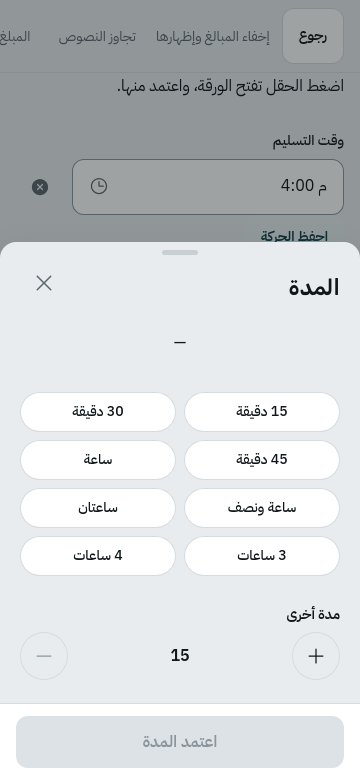 رجوع
إخفاء المبالغ وإظهارها
تجاوز النصوص
المبلغ
اضغط الحقل تفتح الورقة، واعتمد منها.
وقت التسليم
4:00 م
احفظ الحركة
المدة
—
15 دقيقة
30 دقيقة
45 دقيقة
ساعة
ساعة ونصف
ساعتان
3 ساعات
4 ساعات
مدة أخرى
15
اعتمد المدة